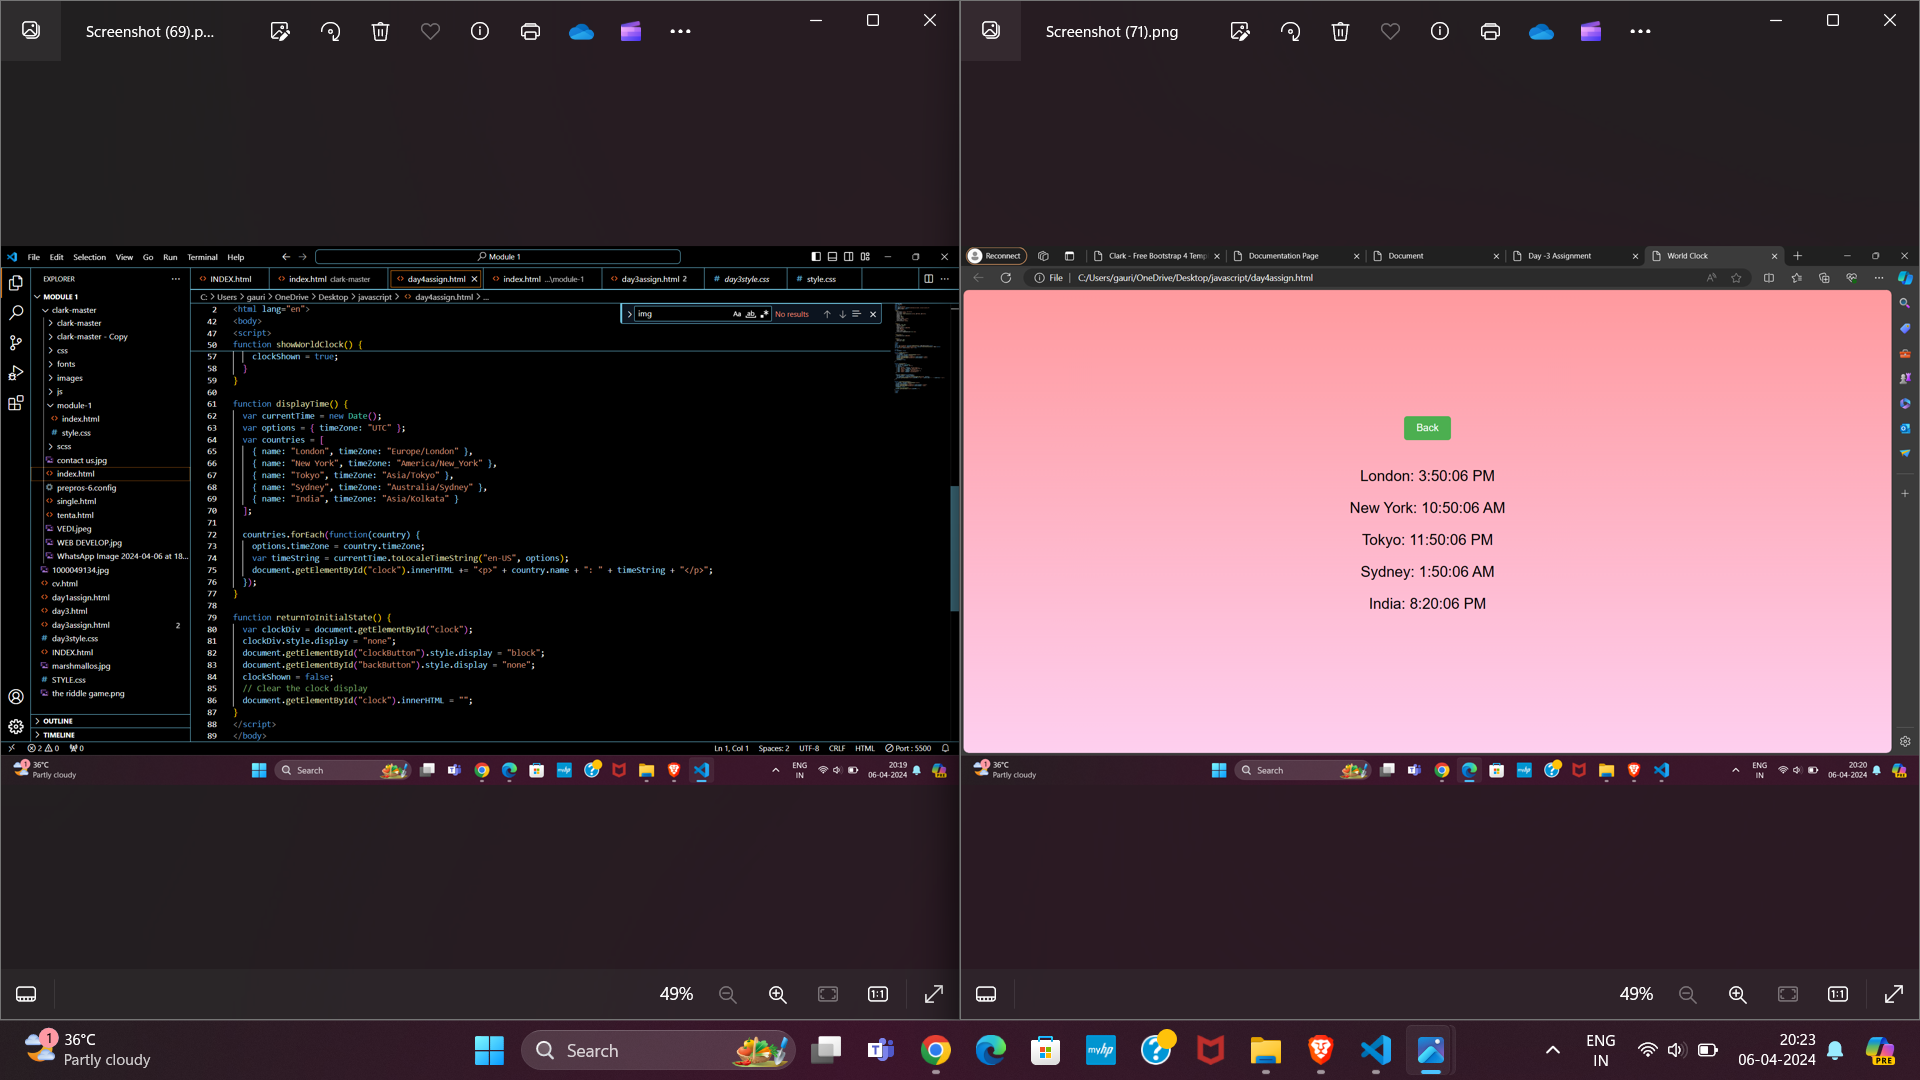 Screenshot (69).p...
49%
File Edit Selection View Go Run Terminal Help
Module 1
EXPLORER
MODULE 1
clark-master
clark-master
clark-master - Copy
css
fonts
images
js
module-1
index.html
style.css
scss
contact us.jpg
index.html
prepros-6.config
single.html
tenta.html
VEDI.jpeg
WEB DEVELOP.jpg
WhatsApp Image 2024-04-06 at 18...
1000049134.jpg
cv.html
day1assign.html
day3.html
day3assign.html 2
day3style.css
INDEX.html
marshmallos.jpg
STYLE.css
the riddle game.png
OUTLINE
TIMELINE
INDEX.html index.html clark-master day4assign.html index.html ...\module-1 day3assign.html 2 day3style.css style.css
C: > Users > gauri > OneDrive > Desktop > javascript > day4assign.html > ...
img Aa ab No results
2 <html lang="en">
42 <body>
47 <script>
50 function showWorldClock() {
57 clockShown = true;
58 }
59 }
60
61 function displayTime() {
62 var currentTime = new Date();
63 var options = { timeZone: "UTC" };
64 var countries = [
65 { name: "London", timeZone: "Europe/London" },
66 { name: "New York", timeZone: "America/New_York" },
67 { name: "Tokyo", timeZone: "Asia/Tokyo" },
68 { name: "Sydney", timeZone: "Australia/Sydney" },
69 { name: "India", timeZone: "Asia/Kolkata" }
70 ];
71
72 countries.forEach(function(country) {
73 options.timeZone = country.timeZone;
74 var timeString = currentTime.toLocaleTimeString("en-US", options);
75 document.getElementById("clock").innerHTML += "<p>" + country.name + ": " + timeString + "</p>";
76 });
77 }
78
79 function returnToInitialState() {
80 var clockDiv = document.getElementById("clock");
81 clockDiv.style.display = "none";
82 document.getElementById("clockButton").style.display = "block";
83 document.getElementById("backButton").style.display = "none";
84 clockShown = false;
85 // Clear the clock display
86 document.getElementById("clock").innerHTML = "";
87 }
88 </script>
89 </body>
2 0 0
Ln 1, Col 1 Spaces: 2 UTF-8 CRLF HTML Port : 5500
1
36°C
Partly cloudy
Search
ENG
IN
20:19
06-04-2024
Screenshot (71).png
49%
Reconnect
Clark - Free Bootstrap 4 Temp Documentation Page Document Day -3 Assignment World Clock
File C:/Users/gauri/OneDrive/Desktop/javascript/day4assign.html
Back
London: 3:50:06 PM
New York: 10:50:06 AM
Tokyo: 11:50:06 PM
Sydney: 1:50:06 AM
India: 8:20:06 PM
1
36°C
Partly cloudy
Search
ENG
IN
20:20
06-04-2024
1
36°C
Partly cloudy
Search
myhp
ENG
IN
20:23
06-04-2024
PRE